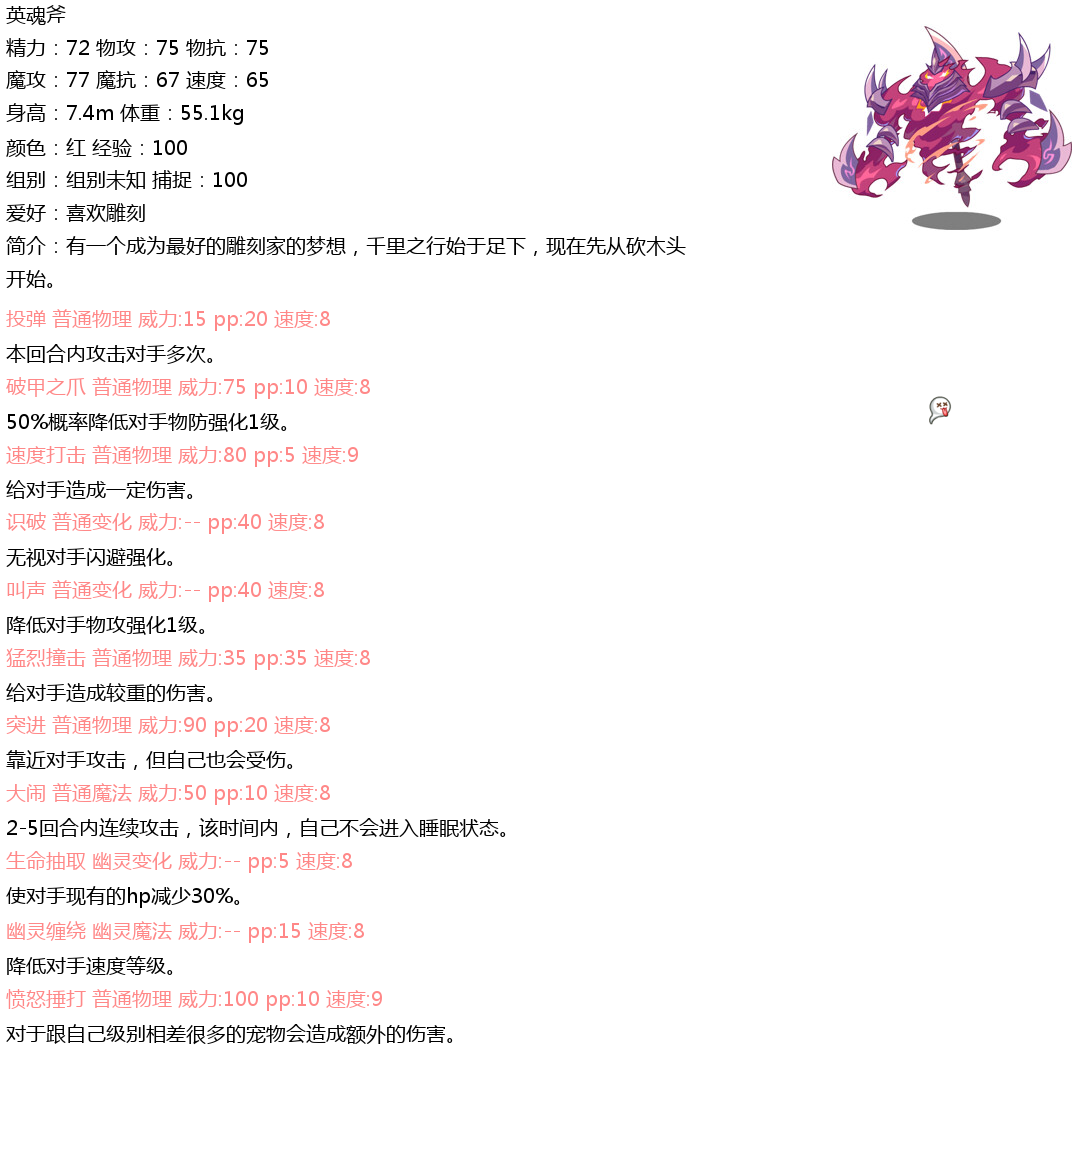 英魂斧
精力：72 物攻：75 物抗：75
魔攻：77 魔抗：67 速度：65
身高：7.4m 体重：55.1kg
颜色：红 经验：100
组别：组别未知 捕捉：100
爱好：喜欢雕刻
简介：有一个成为最好的雕刻家的梦想，千里之行始于足下，现在先从砍木头
开始。
投弹 普通物理 威力:15 pp:20 速度:8
本回合内攻击对手多次。
破甲之爪 普通物理 威力:75 pp:10 速度:8
50%概率降低对手物防强化1级。
速度打击 普通物理 威力:80 pp:5 速度:9
给对手造成一定伤害。
识破 普通变化 威力:-- pp:40 速度:8
无视对手闪避强化。
叫声 普通变化 威力:-- pp:40 速度:8
降低对手物攻强化1级。
猛烈撞击 普通物理 威力:35 pp:35 速度:8
给对手造成较重的伤害。
突进 普通物理 威力:90 pp:20 速度:8
靠近对手攻击，但自己也会受伤。
大闹 普通魔法 威力:50 pp:10 速度:8
2-5回合内连续攻击，该时间内，自己不会进入睡眠状态。
生命抽取 幽灵变化 威力:-- pp:5 速度:8
使对手现有的hp减少30%。
幽灵缠绕 幽灵魔法 威力:-- pp:15 速度:8
降低对手速度等级。
愤怒捶打 普通物理 威力:100 pp:10 速度:9
对于跟自己级别相差很多的宠物会造成额外的伤害。